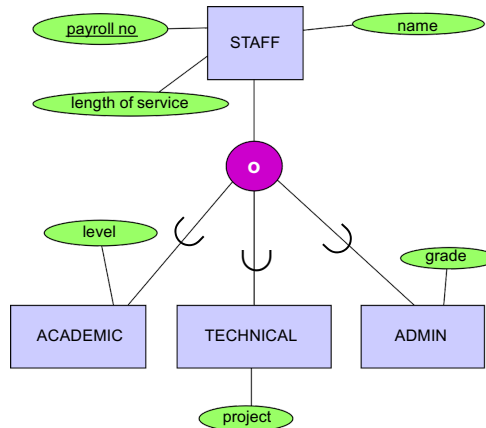 payroll no
STAFF
name
length of service
o
level
grade
ACADEMIC
TECHNICAL
ADMIN
project